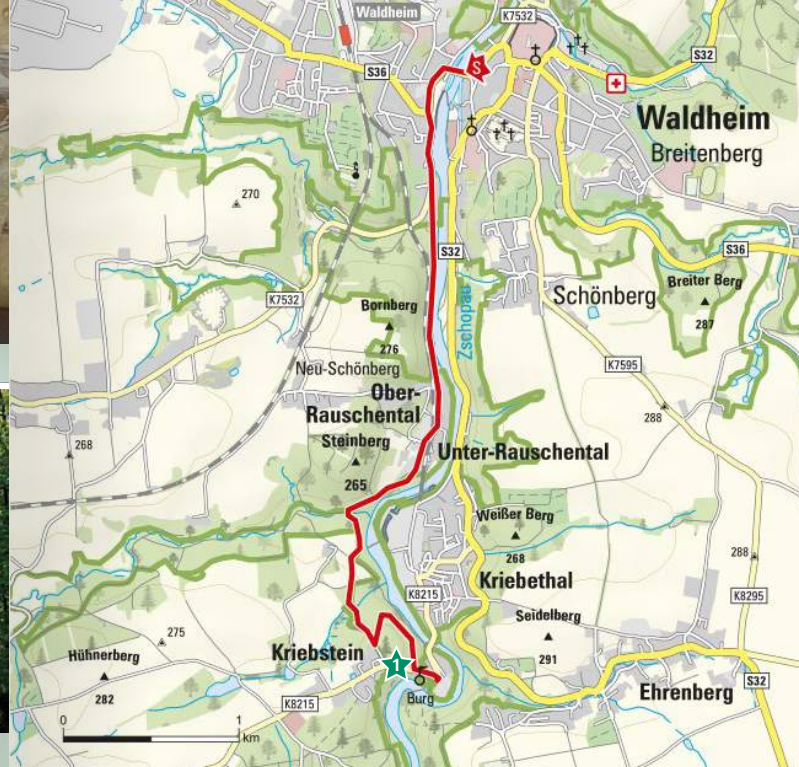 Waldheim
K7532
S36
S
S32
Waldheim
Breitenberg
270
S32
S36
K7532
Bornberg
276
Zschopau
Schönberg
Breiter Berg
287
Neu-Schönberg
K7595
Ober-
Rauschental
288
268
Steinberg
265
Unter-Rauschental
Weißer Berg
268
288
Kriebethal
K8215
K8295
Seidelberg
291
275
Hühnerberg
282
Kriebstein
1
Burg
K8215
Ehrenberg
S32
0
1
km